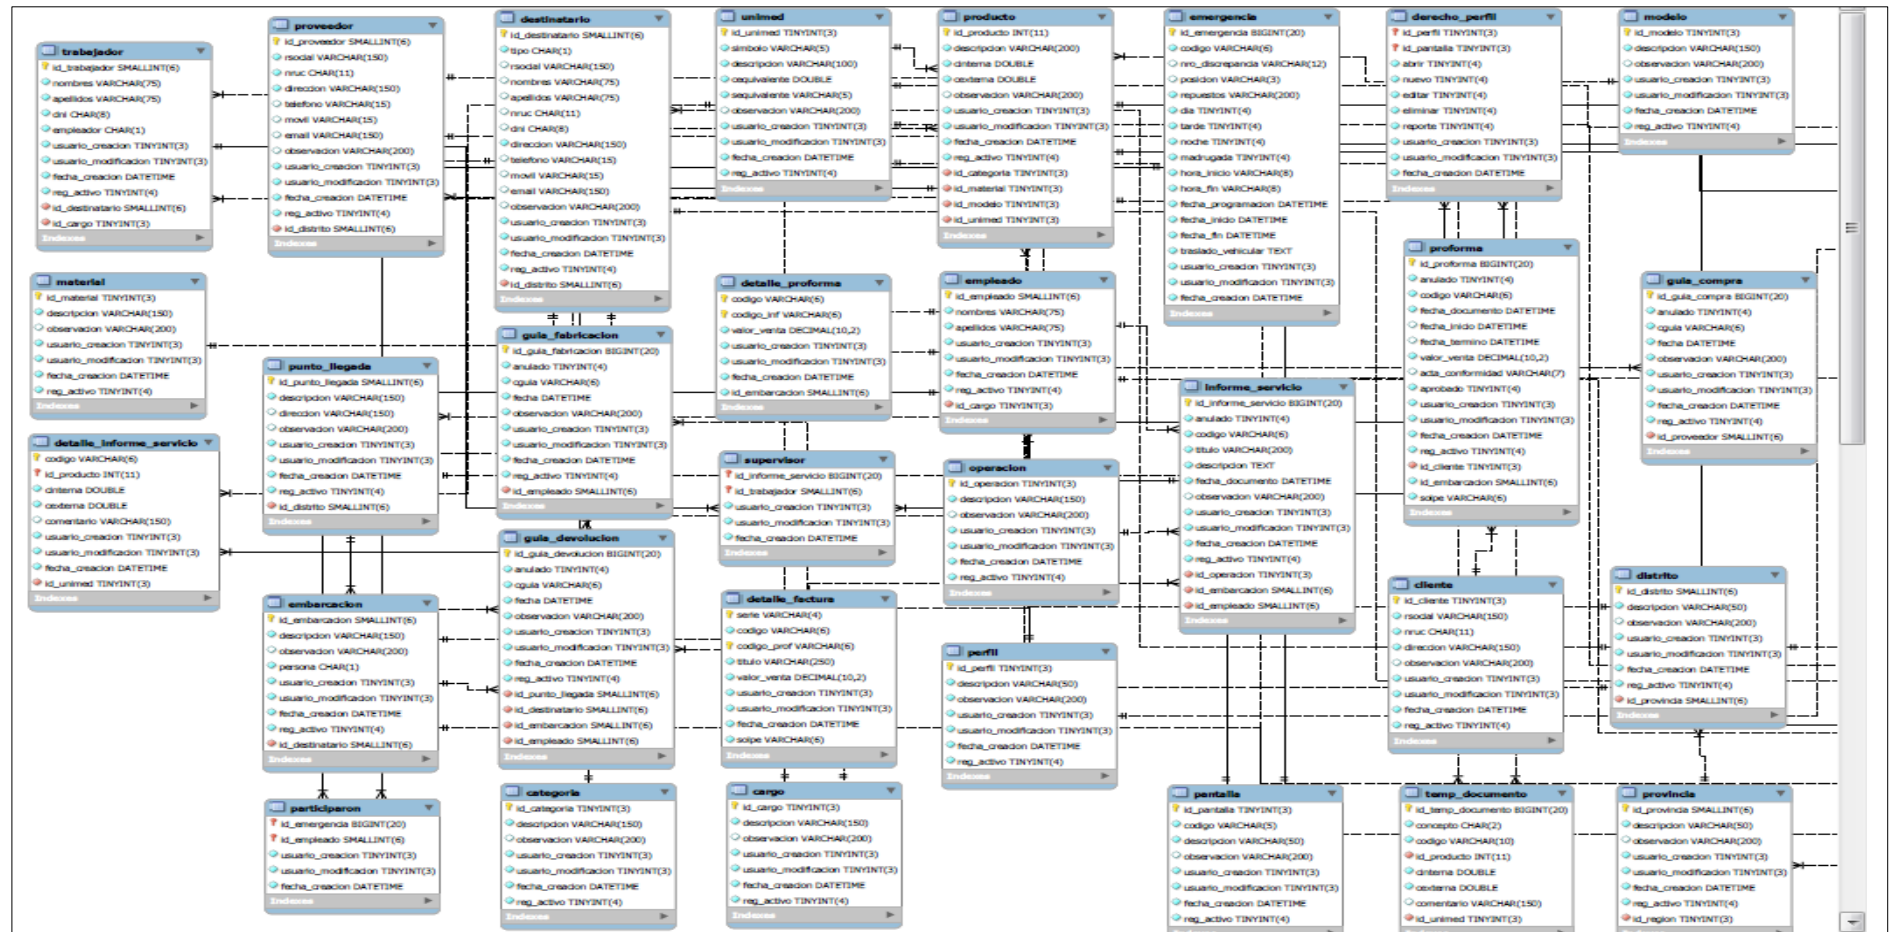 trabajador
id_trabajador SMALLINT(6)
nombres VARCHAR(75)
apellidos VARCHAR(75)
dni CHAR(8)
empleador CHAR(1)
usuario_creacion TINYINT(3)
usuario_modificacion TINYINT(3)
fecha_creacion DATETIME
reg_activo TINYINT(4)
id_destinatario SMALLINT(6)
id_cargo TINYINT(3)
Indexes
material
id_material TINYINT(3)
descripcion VARCHAR(150)
observacion VARCHAR(200)
usuario_creacion TINYINT(3)
usuario_modificacion TINYINT(3)
fecha_creacion DATETIME
reg_activo TINYINT(4)
Indexes
detalle_informe_servicio
codigo VARCHAR(6)
id_producto INT(11)
cinterna DOUBLE
cexterna DOUBLE
comentario VARCHAR(150)
usuario_creacion TINYINT(3)
usuario_modificacion TINYINT(3)
fecha_creacion DATETIME
id_unimed TINYINT(3)
Indexes
proveedor
id_proveedor SMALLINT(6)
rsocial VARCHAR(150)
nruc CHAR(11)
direccion VARCHAR(150)
telefono VARCHAR(15)
movil VARCHAR(15)
email VARCHAR(150)
observacion VARCHAR(200)
usuario_creacion TINYINT(3)
usuario_modificacion TINYINT(3)
fecha_creacion DATETIME
reg_activo TINYINT(4)
id_distrito SMALLINT(6)
Indexes
punto_llegada
id_punto_llegada SMALLINT(6)
descripcion VARCHAR(150)
direccion VARCHAR(150)
observacion VARCHAR(200)
usuario_creacion TINYINT(3)
usuario_modificacion TINYINT(3)
fecha_creacion DATETIME
reg_activo TINYINT(4)
id_distrito SMALLINT(6)
Indexes
embarcacion
id_embarcacion SMALLINT(6)
descripcion VARCHAR(150)
observacion VARCHAR(200)
persona CHAR(1)
usuario_creacion TINYINT(3)
usuario_modificacion TINYINT(3)
fecha_creacion DATETIME
reg_activo TINYINT(4)
id_destinatario SMALLINT(6)
Indexes
participaron
id_emergencia BIGINT(20)
id_empleado SMALLINT(6)
usuario_creacion TINYINT(3)
usuario_modificacion TINYINT(3)
fecha_creacion DATETIME
Indexes
destinatario
id_destinatario SMALLINT(6)
tipo CHAR(1)
rsocial VARCHAR(150)
nombres VARCHAR(75)
apellidos VARCHAR(75)
nruc CHAR(11)
dni CHAR(8)
direccion VARCHAR(150)
telefono VARCHAR(15)
movil VARCHAR(15)
email VARCHAR(150)
observacion VARCHAR(200)
usuario_creacion TINYINT(3)
usuario_modificacion TINYINT(3)
fecha_creacion DATETIME
reg_activo TINYINT(4)
id_distrito SMALLINT(6)
Indexes
guia_fabricacion
id_guia_fabricacion BIGINT(20)
anulado TINYINT(4)
cguia VARCHAR(6)
fecha DATETIME
observacion VARCHAR(200)
usuario_creacion TINYINT(3)
usuario_modificacion TINYINT(3)
fecha_creacion DATETIME
reg_activo TINYINT(4)
id_empleado SMALLINT(6)
Indexes
guia_devolucion
id_guia_devolucion BIGINT(20)
anulado TINYINT(4)
cguia VARCHAR(6)
fecha DATETIME
observacion VARCHAR(200)
usuario_creacion TINYINT(3)
usuario_modificacion TINYINT(3)
fecha_creacion DATETIME
reg_activo TINYINT(4)
id_punto_llegada SMALLINT(6)
id_destinatario SMALLINT(6)
id_embarcacion SMALLINT(6)
id_empleado SMALLINT(6)
Indexes
categoria
id_categoria TINYINT(3)
descripcion VARCHAR(150)
observacion VARCHAR(200)
usuario_creacion TINYINT(3)
usuario_modificacion TINYINT(3)
fecha_creacion DATETIME
reg_activo TINYINT(4)
Indexes
unimed
id_unimed TINYINT(3)
simbolo VARCHAR(5)
descripcion VARCHAR(100)
cequivalente DOUBLE
sequivalente VARCHAR(5)
observacion VARCHAR(200)
usuario_creacion TINYINT(3)
usuario_modificacion TINYINT(3)
fecha_creacion DATETIME
reg_activo TINYINT(4)
Indexes
detalle_proforma
codigo VARCHAR(6)
codigo_inf VARCHAR(6)
valor_venta DECIMAL(10,2)
usuario_creacion TINYINT(3)
usuario_modificacion TINYINT(3)
fecha_creacion DATETIME
id_embarcacion SMALLINT(6)
Indexes
supervisor
id_informe_servicio BIGINT(20)
id_trabajador SMALLINT(6)
usuario_creacion TINYINT(3)
usuario_modificacion TINYINT(3)
fecha_creacion DATETIME
Indexes
detalle_factura
serie VARCHAR(4)
codigo VARCHAR(6)
codigo_prof VARCHAR(6)
titulo VARCHAR(250)
valor_venta DECIMAL(10,2)
usuario_creacion TINYINT(3)
usuario_modificacion TINYINT(3)
fecha_creacion DATETIME
solpe VARCHAR(6)
Indexes
cargo
id_cargo TINYINT(3)
descripcion VARCHAR(150)
observacion VARCHAR(200)
usuario_creacion TINYINT(3)
usuario_modificacion TINYINT(3)
fecha_creacion DATETIME
reg_activo TINYINT(4)
Indexes
producto
id_producto INT(11)
descripcion VARCHAR(200)
cinterna DOUBLE
cexterna DOUBLE
observacion VARCHAR(200)
usuario_creacion TINYINT(3)
usuario_modificacion TINYINT(3)
fecha_creacion DATETIME
reg_activo TINYINT(4)
id_categoria TINYINT(3)
id_material TINYINT(3)
id_modelo TINYINT(3)
id_unimed TINYINT(3)
Indexes
empleado
id_empleado SMALLINT(6)
nombres VARCHAR(75)
apellidos VARCHAR(75)
usuario_creacion TINYINT(3)
usuario_modificacion TINYINT(3)
fecha_creacion DATETIME
reg_activo TINYINT(4)
id_cargo TINYINT(3)
Indexes
operacion
id_operacion TINYINT(3)
descripcion VARCHAR(150)
observacion VARCHAR(200)
usuario_creacion TINYINT(3)
usuario_modificacion TINYINT(3)
fecha_creacion DATETIME
reg_activo TINYINT(4)
Indexes
perfil
id_perfil TINYINT(3)
descripcion VARCHAR(50)
observacion VARCHAR(200)
usuario_creacion TINYINT(3)
usuario_modificacion TINYINT(3)
fecha_creacion DATETIME
reg_activo TINYINT(4)
Indexes
emergencia
id_emergencia BIGINT(20)
codigo VARCHAR(6)
nro_discrepancia VARCHAR(12)
posicion VARCHAR(3)
repuestos VARCHAR(200)
dia TINYINT(4)
tarde TINYINT(4)
noche TINYINT(4)
madrugada TINYINT(4)
hora_inicio VARCHAR(8)
hora_fin VARCHAR(8)
fecha_programacion DATETIME
fecha_inicio DATETIME
fecha_fin DATETIME
traslado_vehicular TEXT
usuario_creacion TINYINT(3)
usuario_modificacion TINYINT(3)
fecha_creacion DATETIME
Indexes
informe_servicio
id_informe_servicio BIGINT(20)
anulado TINYINT(4)
codigo VARCHAR(6)
titulo VARCHAR(200)
descripcion TEXT
fecha_documento DATETIME
observacion VARCHAR(200)
usuario_creacion TINYINT(3)
usuario_modificacion TINYINT(3)
fecha_creacion DATETIME
reg_activo TINYINT(4)
id_operacion TINYINT(3)
id_embarcacion SMALLINT(6)
id_empleado SMALLINT(6)
Indexes
pantalla
id_pantalla TINYINT(3)
codigo VARCHAR(5)
descripcion VARCHAR(50)
observacion VARCHAR(200)
usuario_creacion TINYINT(3)
usuario_modificacion TINYINT(3)
fecha_creacion DATETIME
reg_activo TINYINT(4)
derecho_perfil
id_perfil TINYINT(3)
id_pantalla TINYINT(3)
abrir TINYINT(4)
nuevo TINYINT(4)
editar TINYINT(4)
eliminar TINYINT(4)
reporte TINYINT(4)
usuario_creacion TINYINT(3)
usuario_modificacion TINYINT(3)
fecha_creacion DATETIME
Indexes
proforma
id_proforma BIGINT(20)
anulado TINYINT(4)
codigo VARCHAR(6)
fecha_documento DATETIME
fecha_inicio DATETIME
fecha_termino DATETIME
valor_venta DECIMAL(10,2)
acta_conformidad VARCHAR(7)
aprobado TINYINT(4)
usuario_creacion TINYINT(3)
usuario_modificacion TINYINT(3)
fecha_creacion DATETIME
reg_activo TINYINT(4)
id_cliente TINYINT(3)
id_embarcacion SMALLINT(6)
solpe VARCHAR(6)
Indexes
cliente
id_cliente TINYINT(3)
rsocial VARCHAR(150)
nruc CHAR(11)
direccion VARCHAR(150)
observacion VARCHAR(200)
usuario_creacion TINYINT(3)
usuario_modificacion TINYINT(3)
fecha_creacion DATETIME
reg_activo TINYINT(4)
Indexes
temp_documento
id_temp_documento BIGINT(20)
concepto CHAR(2)
codigo VARCHAR(10)
id_producto INT(11)
cinterna DOUBLE
cexterna DOUBLE
comentario VARCHAR(150)
id_unimed TINYINT(3)
modelo
id_modelo TINYINT(3)
descripcion VARCHAR(150)
observacion VARCHAR(200)
usuario_creacion TINYINT(3)
usuario_modificacion TINYINT(3)
fecha_creacion DATETIME
reg_activo TINYINT(4)
Indexes
guia_compra
id_guia_compra BIGINT(20)
anulado TINYINT(4)
cguia VARCHAR(6)
fecha DATETIME
observacion VARCHAR(200)
usuario_creacion TINYINT(3)
usuario_modificacion TINYINT(3)
fecha_creacion DATETIME
reg_activo TINYINT(4)
id_proveedor SMALLINT(6)
Indexes
distrito
id_distrito SMALLINT(6)
descripcion VARCHAR(50)
observacion VARCHAR(200)
usuario_creacion TINYINT(3)
usuario_modificacion TINYINT(3)
fecha_creacion DATETIME
reg_activo TINYINT(4)
id_provincia SMALLINT(6)
Indexes
provincia
id_provincia SMALLINT(6)
descripcion VARCHAR(50)
observacion VARCHAR(200)
usuario_creacion TINYINT(3)
usuario_modificacion TINYINT(3)
fecha_creacion DATETIME
reg_activo TINYINT(4)
id_region TINYINT(3)